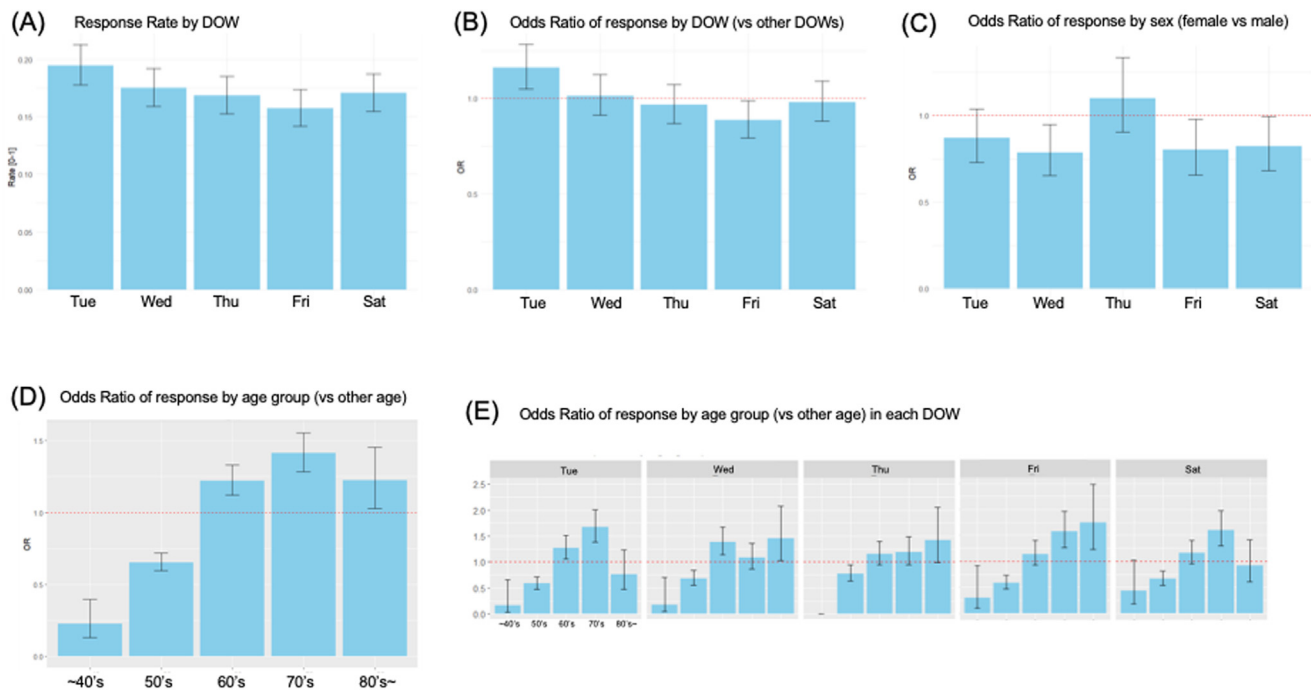 (A) Response Rate by DOW
0.20
0.15
0.10
0.05
0.00
Rate [0-1]
Tue Wed Thu Fri Sat
(B) Odds Ratio of response by DOW (vs other DOWs)
1.0
0.5
0.0
OR
Tue Wed Thu Fri Sat
(C) Odds Ratio of response by sex (female vs male)
1.0
0.5
0.0
OR
Tue Wed Thu Fri Sat
(D) Odds Ratio of response by age group (vs other age)
1.5
1.0
0.5
0.0
OR
~40's 50's 60's 70's 80's~
(E) Odds Ratio of response by age group (vs other age) in each DOW
Tue Wed Thu Fri Sat
2.5
2.0
1.5
1.0
0.5
0.0
~40's 50's 60's 70's 80's~